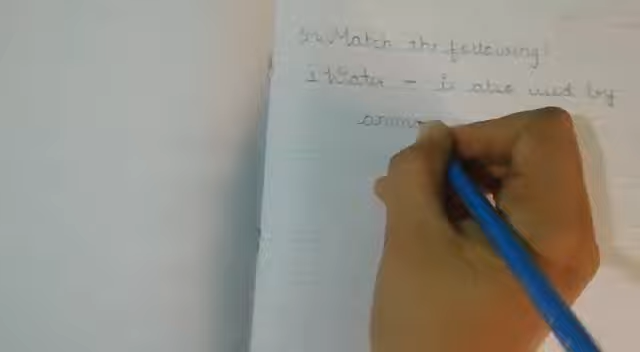 Match the following
1 Water - is also used by